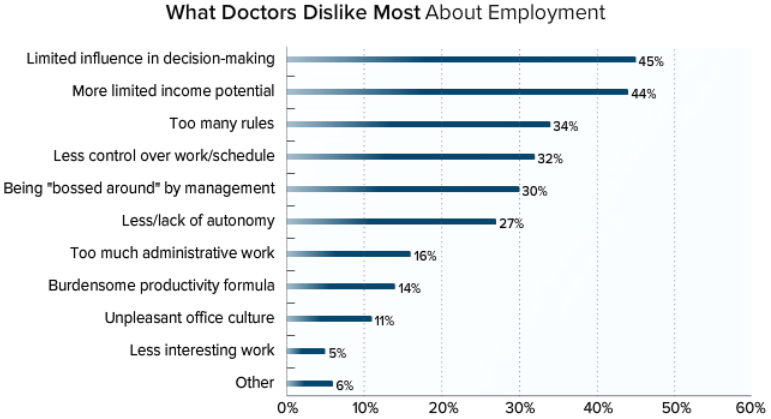 What Doctors Dislike Most About Employment
Limited influence in decision-making 45%
More limited income potential 44%
Too many rules 34%
Less control over work/schedule 32%
Being "bossed around" by management 30%
Less/lack of autonomy 27%
Too much administrative work 16%
Burdensome productivity formula 14%
Unpleasant office culture 11%
Less interesting work 5%
Other 6%
0% 10% 20% 30% 40% 50% 60%